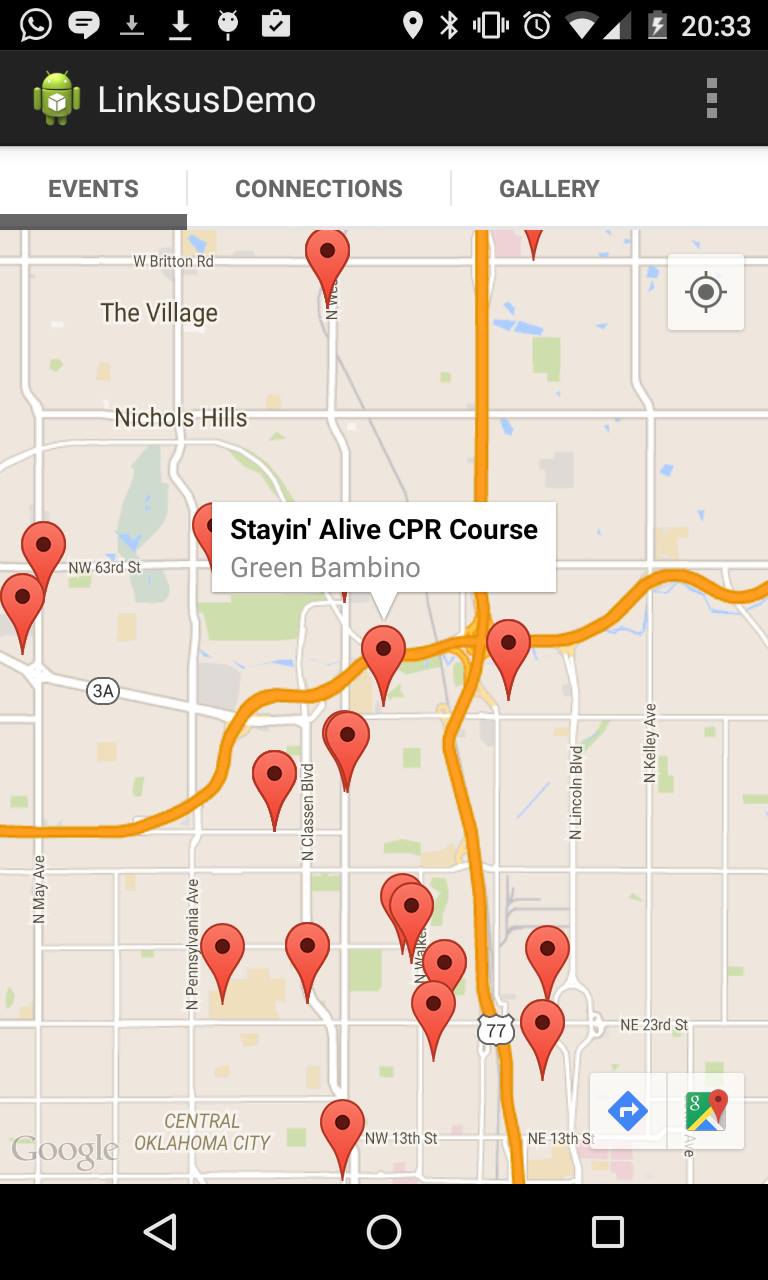 20:33
LinksusDemo
EVENTS
CONNECTIONS
GALLERY
W Britton Rd
The Village
Nichols Hills
Stayin' Alive CPR Course
Green Bambino
NW 63rd St
3A
N Kelley Ave
N Lincoln Blvd
N Classen Blvd
N May Ave
N Pennsylvania Ave
N Walker
77
NE 23rd St
CENTRAL
OKLAHOMA CITY
NW 13th St
NE 13th St
Ave
Google
g